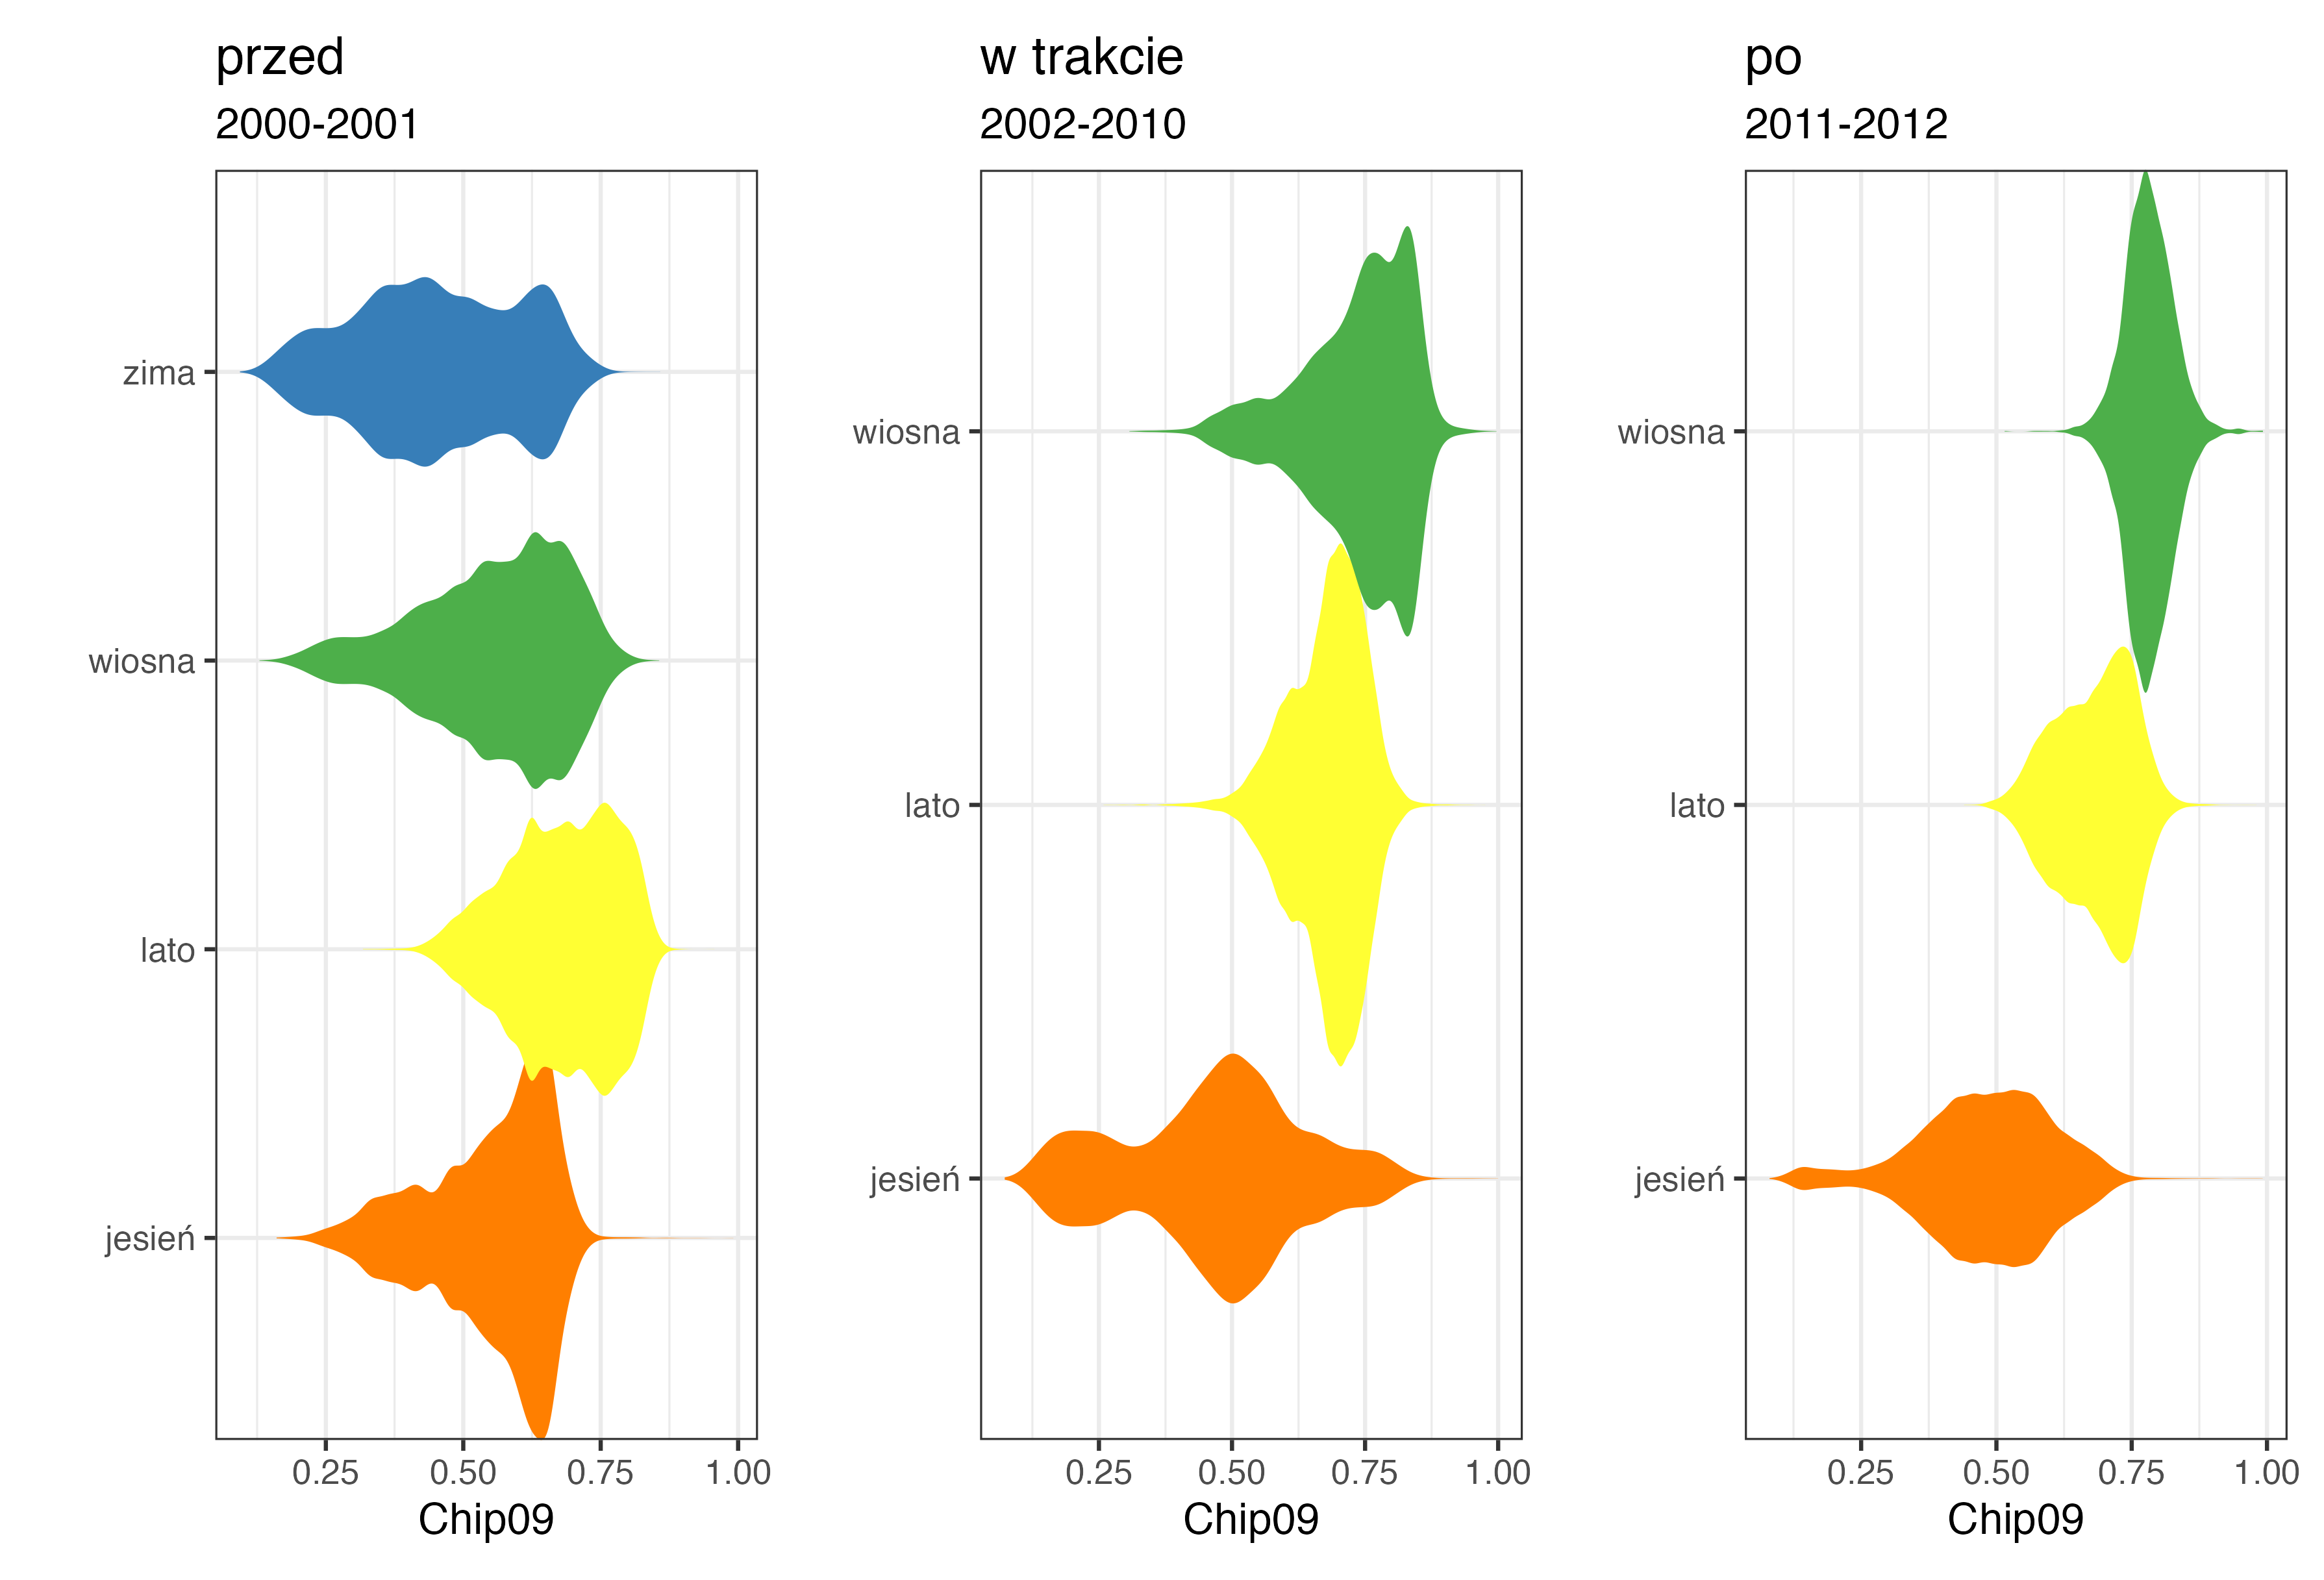 przed
2000-2001
zima
wiosna
lato
jesień
0.25 0.50 0.75 1.00
Chip09
w trakcie
2002-2010
wiosna
lato
jesień
0.25 0.50 0.75 1.00
Chip09
po
2011-2012
wiosna
lato
jesień
0.25 0.50 0.75 1.00
Chip09